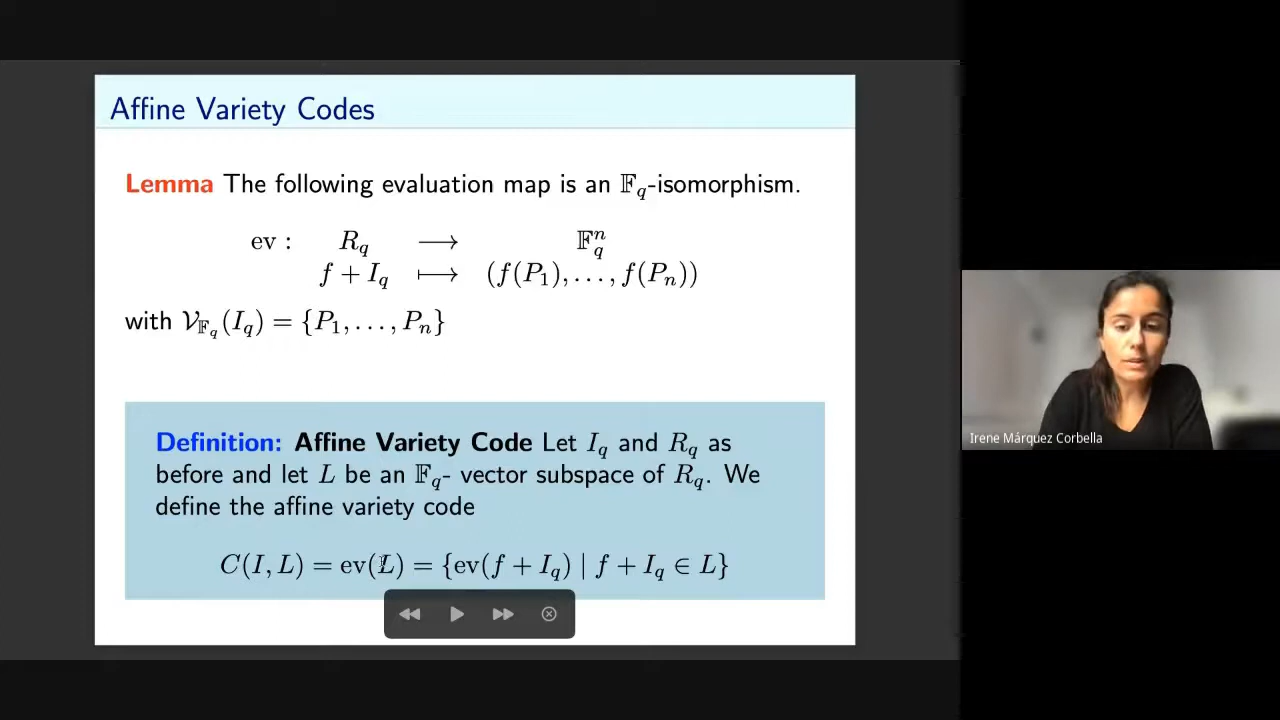 Affine Variety Codes
Lemma The following evaluation map is an 𝔽_q-isomorphism.
ev : R_q ⟶ 𝔽_q^n
f + I_q ⟼ (f(P_1), . . . , f(P_n))
with 𝒱_{𝔽_q}(I_q) = {P_1, . . . , P_n}
Definition: Affine Variety Code Let I_q and R_q as
before and let L be an 𝔽_q- vector subspace of R_q. We
define the affine variety code
C(I, L) = ev(L) = {ev(f + I_q) | f + I_q ∈ L}
Irene Márquez Corbella